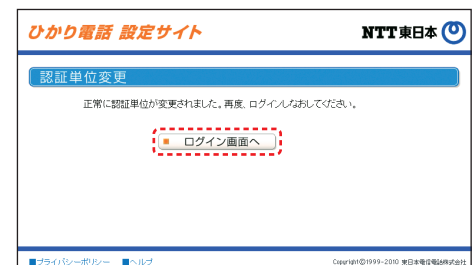 ひかり電話 設定サイト
NTT東日本
認証単位変更
正常に認証単位が変更されました。再度、ログインしなおしてください。
ログイン画面へ
■プライバシーポリシー ■ヘルプ
Copyright©1999-2010 東日本電信電話株式会社